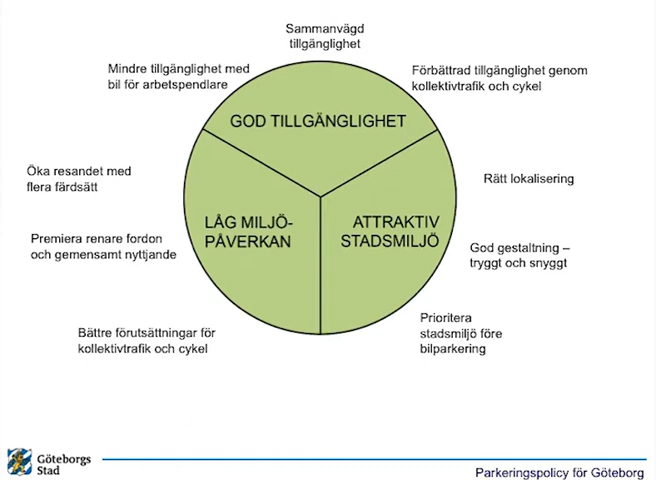 Sammanvägd
tillgänglighet
Mindre tillgänglighet med
bil för arbetspendlare
Förbättrad tillgänglighet genom
kollektivtrafik och cykel
GOD TILLGÄNGLIGHET
Öka resandet med
flera färdsätt
Rätt lokalisering
LÅG MILJÖ-
PÅVERKAN
ATTRAKTIV
STADSMILJÖ
Premiera renare fordon
och gemensamt nyttjande
God gestaltning –
tryggt och snyggt
Bättre förutsättningar för
kollektivtrafik och cykel
Prioritera
stadsmiljö före
bilparkering
Göteborgs
Stad
Parkeringspolicy för Göteborg